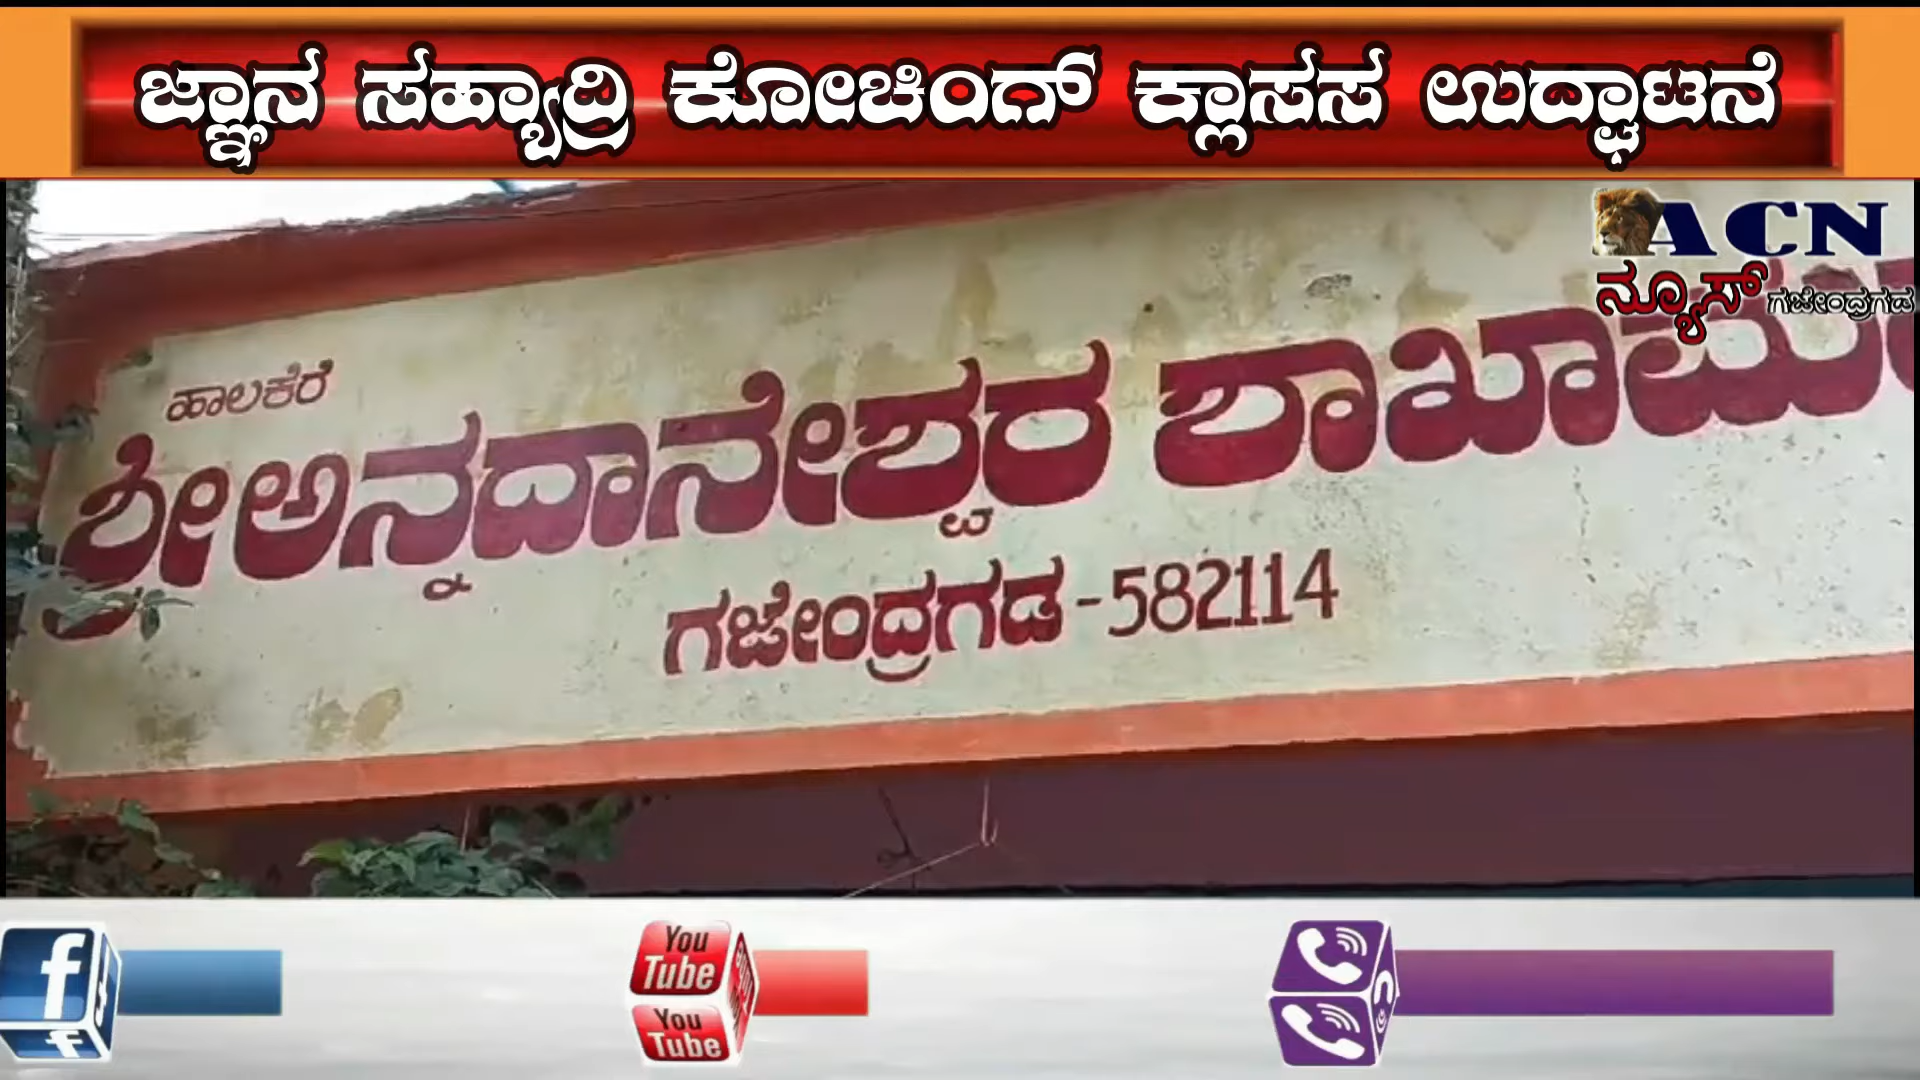 ಜ್ಞಾನ ಸಹ್ಯಾದ್ರಿ ಕೋಚಿಂಗ್ ಕ್ಲಾಸಸ ಉದ್ಘಾಟನೆ
ACN
ನ್ಯೂಸ್ ಗಜೇಂದ್ರಗಡ
ಹಾಲಕೆರೆ
ಶ್ರೀ ಅನ್ನದಾನೇಶ್ವರ ಶಾಖಾಮ
ಗಜೇಂದ್ರಗಡ -582114
You Tube
You Tube